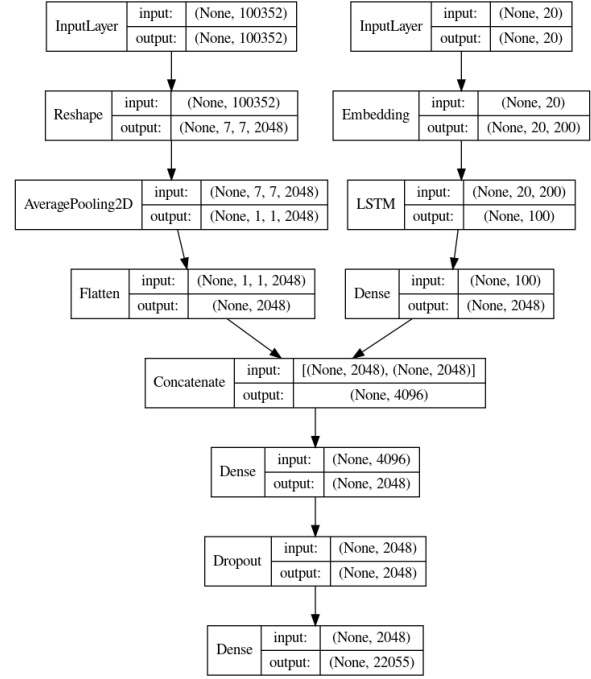 InputLayer
input: (None, 100352)
output: (None, 100352)
InputLayer
input: (None, 20)
output: (None, 20)
Reshape
input: (None, 100352)
output: (None, 7, 7, 2048)
Embedding
input: (None, 20)
output: (None, 20, 200)
AveragePooling2D
input: (None, 7, 7, 2048)
output: (None, 1, 1, 2048)
LSTM
input: (None, 20, 200)
output: (None, 100)
Flatten
input: (None, 1, 1, 2048)
output: (None, 2048)
Dense
input: (None, 100)
output: (None, 2048)
Concatenate
input: [(None, 2048), (None, 2048)]
output: (None, 4096)
Dense
input: (None, 4096)
output: (None, 2048)
Dropout
input: (None, 2048)
output: (None, 2048)
Dense
input: (None, 2048)
output: (None, 22055)